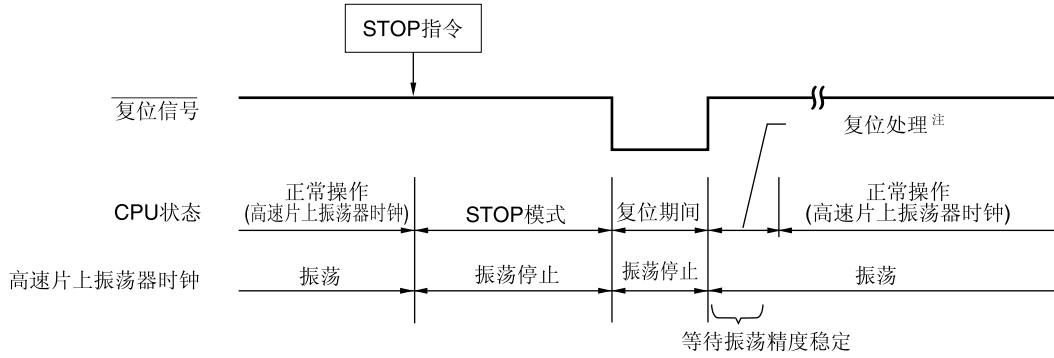 STOP指令
复位信号
复位处理注
CPU状态
正常操作
(高速片上振荡器时钟)
STOP模式
复位期间
正常操作
(高速片上振荡器时钟)
高速片上振荡器时钟
振荡
振荡停止
振荡停止
振荡
等待振荡精度稳定